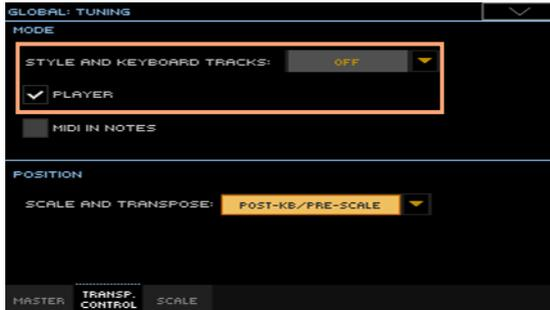 GLOBAL: TUNING
MODE
STYLE AND KEYBOARD TRACKS: OFF
PLAYER
MIDI IN NOTES
POSITION
SCALE AND TRANSPOSE: POST-KB/PRE-SCALE
MASTER TRANSP. CONTROL SCALE